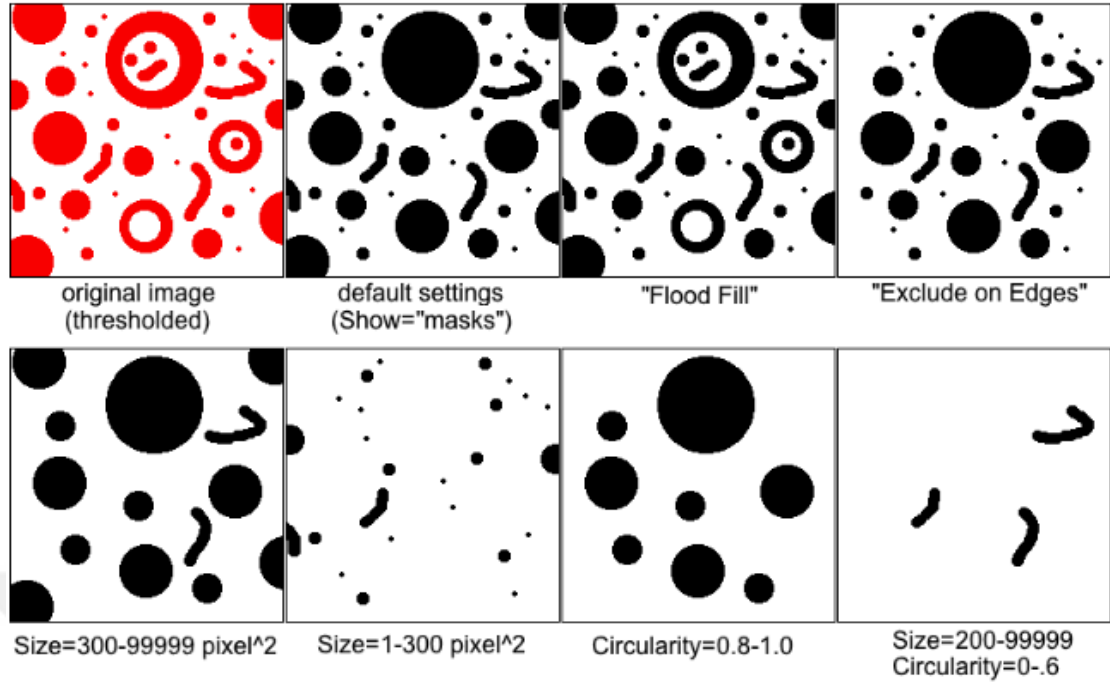 original image
(thresholded)
default settings
(Show="masks")
"Flood Fill"
"Exclude on Edges"
Size=300-99999 pixel^2
Size=1-300 pixel^2
Circularity=0.8-1.0
Size=200-99999
Circularity=0-.6